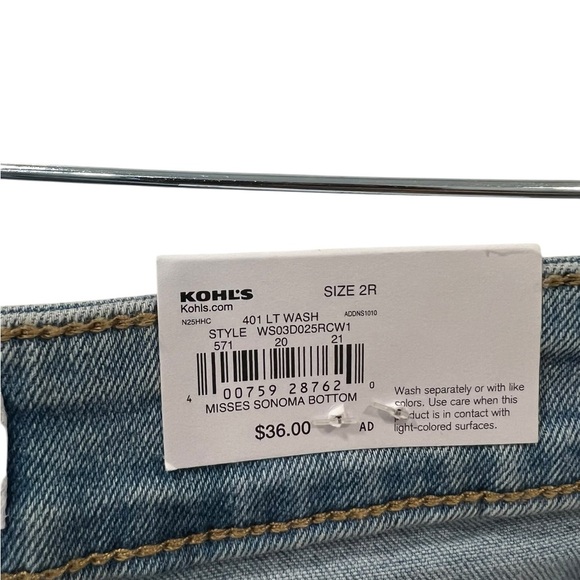 KOHL'S SIZE 2R
Kohls.com
N25HHC 401 LT WASH ADDNS1010
STYLE WS03D025RCW1
571 20 21
4 00759 28762 0
MISSES SONOMA BOTTOM
$36.00 AD
Wash separately or with like
colors. Use care when this
product is in contact with
light-colored surfaces.